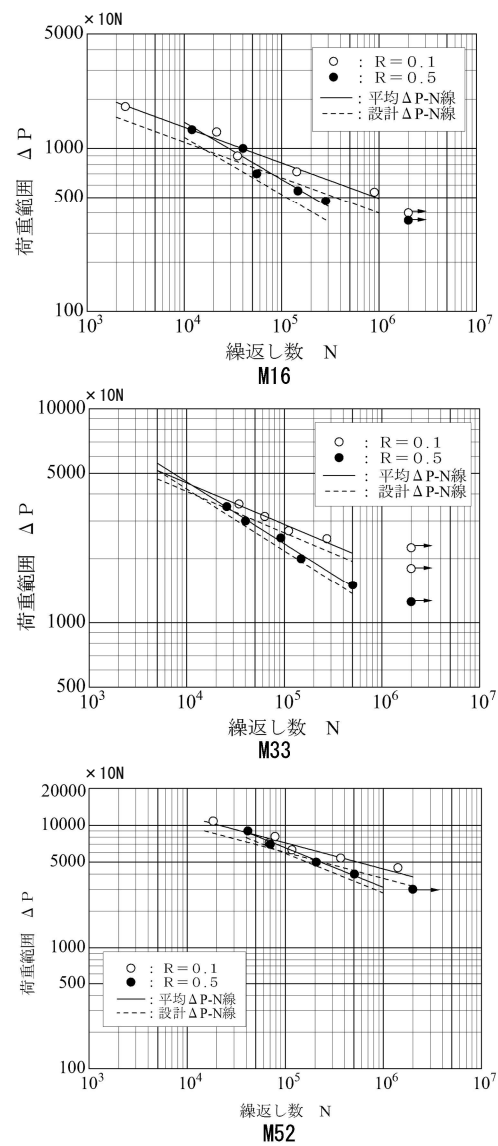 5000 × 10N
○ : R=0.1
● : R=0.5
— : 平均ΔP-N線
---- : 設計ΔP-N線
1000
500
100
荷重範囲 ΔP
10³ 10⁴ 10⁵ 10⁶ 10⁷
繰返し数 N
M16
10000 × 10N
○ : R=0.1
● : R=0.5
— : 平均ΔP-N線
---- : 設計ΔP-N線
5000
1000
500
荷重範囲 ΔP
10³ 10⁴ 10⁵ 10⁶ 10⁷
繰返し数 N
M33
× 10N
20000
10000
5000
1000
500
100
荷重範囲 ΔP
○ : R=0.1
● : R=0.5
— : 平均ΔP-N線
---- : 設計ΔP-N線
10³ 10⁴ 10⁵ 10⁶ 10⁷
繰返し数 N
M52